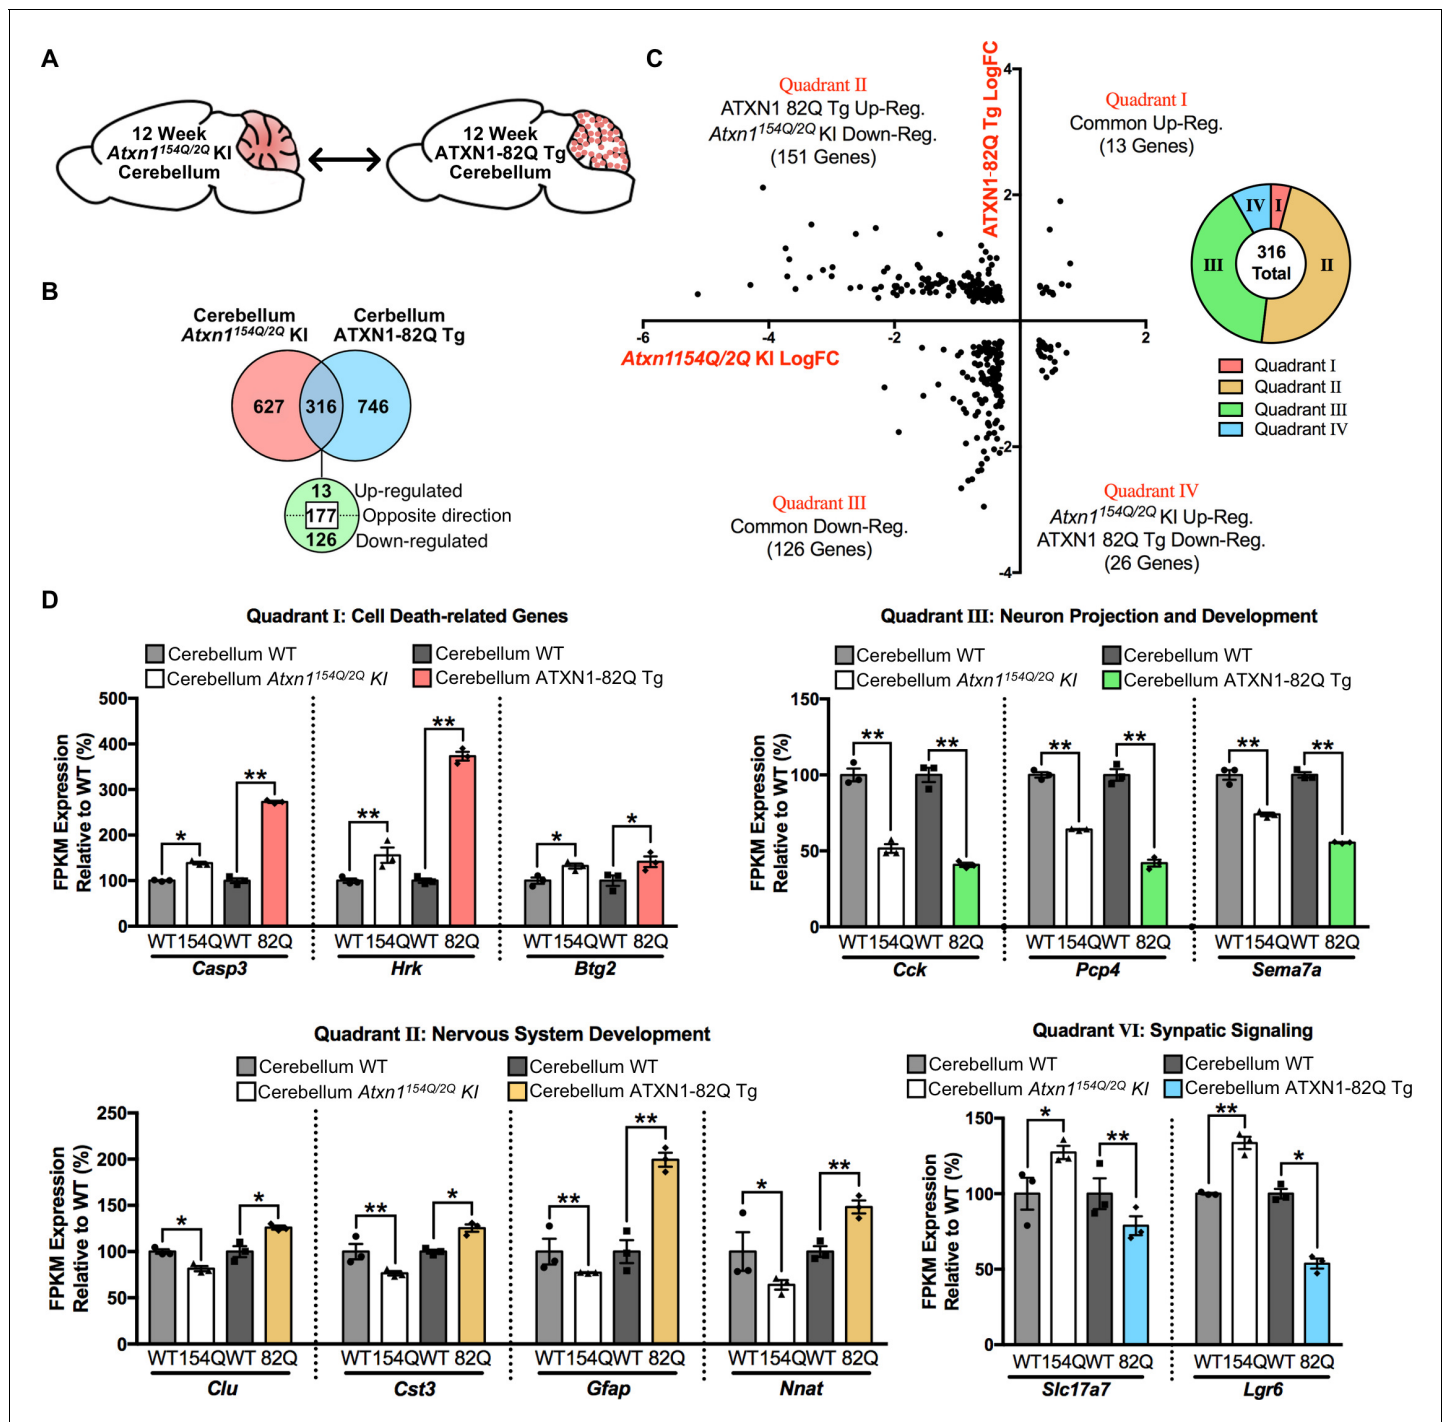 A
12 Week
Atxn1154Q/2Q KI
Cerebellum
12 Week
ATXN1-82Q Tg
Cerebellum
B
Cerebellum
Atxn1154Q/2Q KI
Cerbellum
ATXN1-82Q Tg
627
316
746
13
Up-regulated
177
Opposite direction
126
Down-regulated
C
Quadrant II
ATXN1 82Q Tg Up-Reg.
Atxn1154Q/2Q KI Down-Reg.
(151 Genes)
ATXN1-82Q Tg LogFC
4
2
-2
-4
Quadrant I
Common Up-Reg.
(13 Genes)
-6
-4
-2
2
Atxn1154Q/2Q KI LogFC
Quadrant III
Common Down-Reg.
(126 Genes)
Quadrant IV
Atxn1154Q/2Q KI Up-Reg.
ATXN1 82Q Tg Down-Reg.
(26 Genes)
IV
I
III
316
Total
II
Quadrant I
Quadrant II
Quadrant III
Quadrant IV
D
Quadrant I: Cell Death-related Genes
Cerebellum WT
Cerebellum WT
Cerebellum Atxn1154Q/2Q KI
Cerebellum ATXN1-82Q Tg
FPKM Expression
Relative to WT (%)
500
400
300
200
100
0
*
**
**
**
*
*
WT 154Q WT 82Q
WT 154Q WT 82Q
WT 154Q WT 82Q
Casp3
Hrk
Btg2
Quadrant III: Neuron Projection and Development
Cerebellum WT
Cerebellum WT
Cerebellum Atxn1154Q/2Q KI
Cerebellum ATXN1-82Q Tg
FPKM Expression
Relative to WT (%)
150
100
50
0
**
**
**
**
**
**
WT 154Q WT 82Q
WT 154Q WT 82Q
WT 154Q WT 82Q
Cck
Pcp4
Sema7a
Quadrant II: Nervous System Development
Cerebellum WT
Cerebellum WT
Cerebellum Atxn1154Q/2Q KI
Cerebellum ATXN1-82Q Tg
FPKM Expression
Relative to WT (%)
250
200
150
100
50
0
*
*
**
*
**
**
*
**
WT 154Q WT 82Q
WT 154Q WT 82Q
WT 154Q WT 82Q
WT 154Q WT 82Q
Clu
Cst3
Gfap
Nnat
Quadrant VI: Synpatic Signaling
Cerebellum WT
Cerebellum WT
Cerebellum Atxn1154Q/2Q KI
Cerebellum ATXN1-82Q Tg
FPKM Expression
Relative to WT (%)
150
100
50
0
*
**
**
*
WT 154Q WT 82Q
WT 154Q WT 82Q
Slc17a7
Lgr6